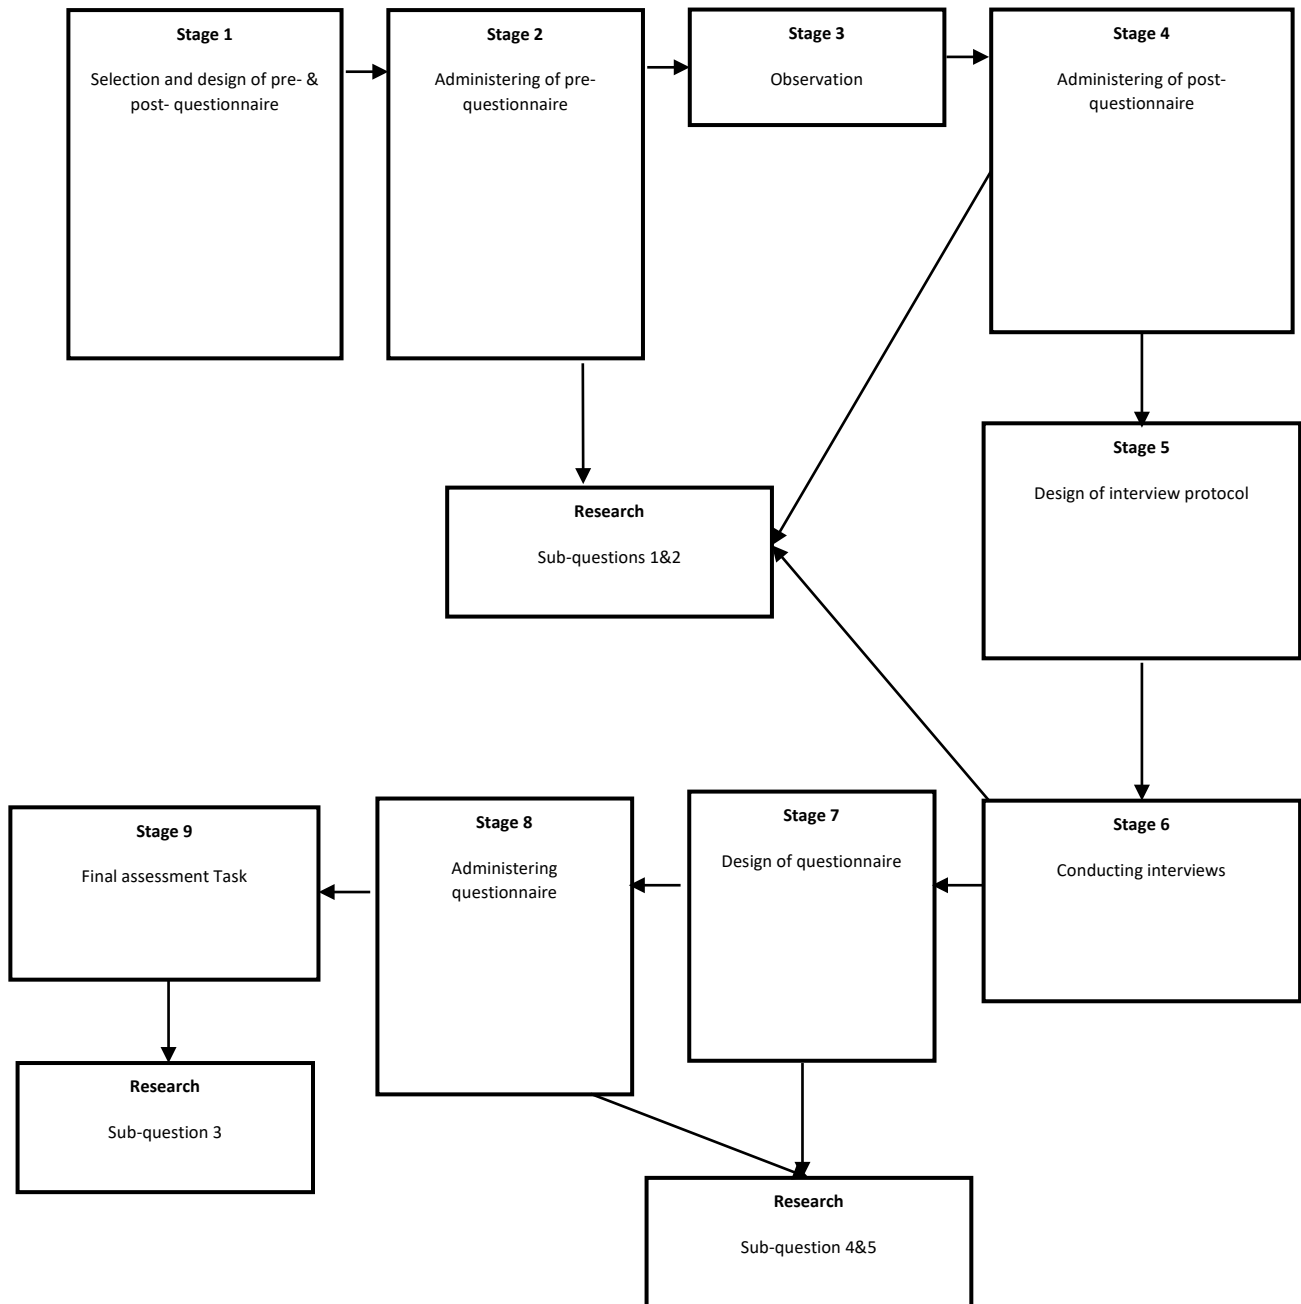 Stage 1
Selection and design of pre- &
post- questionnaire
Stage 2
Administering of pre-
questionnaire
Stage 3
Observation
Stage 4
Administering of post-
questionnaire
Stage 5
Design of interview protocol
Research
Sub-questions 1&2
Stage 6
Conducting interviews
Stage 7
Design of questionnaire
Stage 8
Administering
questionnaire
Stage 9
Final assessment Task
Research
Sub-question 3
Research
Sub-question 4&5